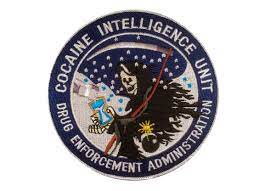 COCAINE INTELLIGENCE UNIT
DRUG ENFORCEMENT ADMINISTRATION